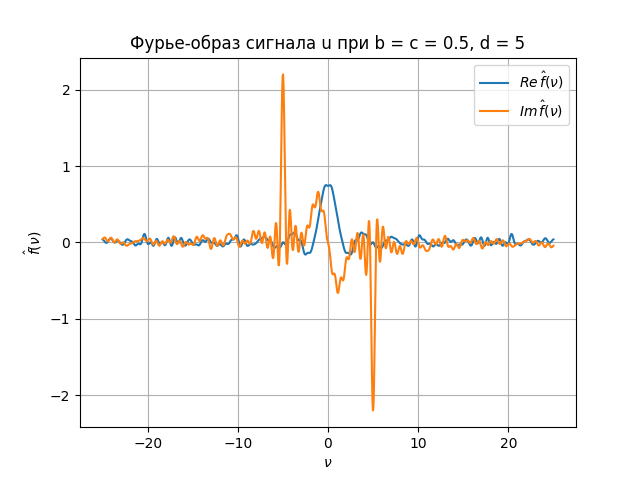 Фурье-образ сигнала u при b = c = 0.5, d = 5
Re f̂(ν)
Im f̂(ν)
f̂(ν)
2
1
0
−1
−2
−20
−10
0
10
20
ν